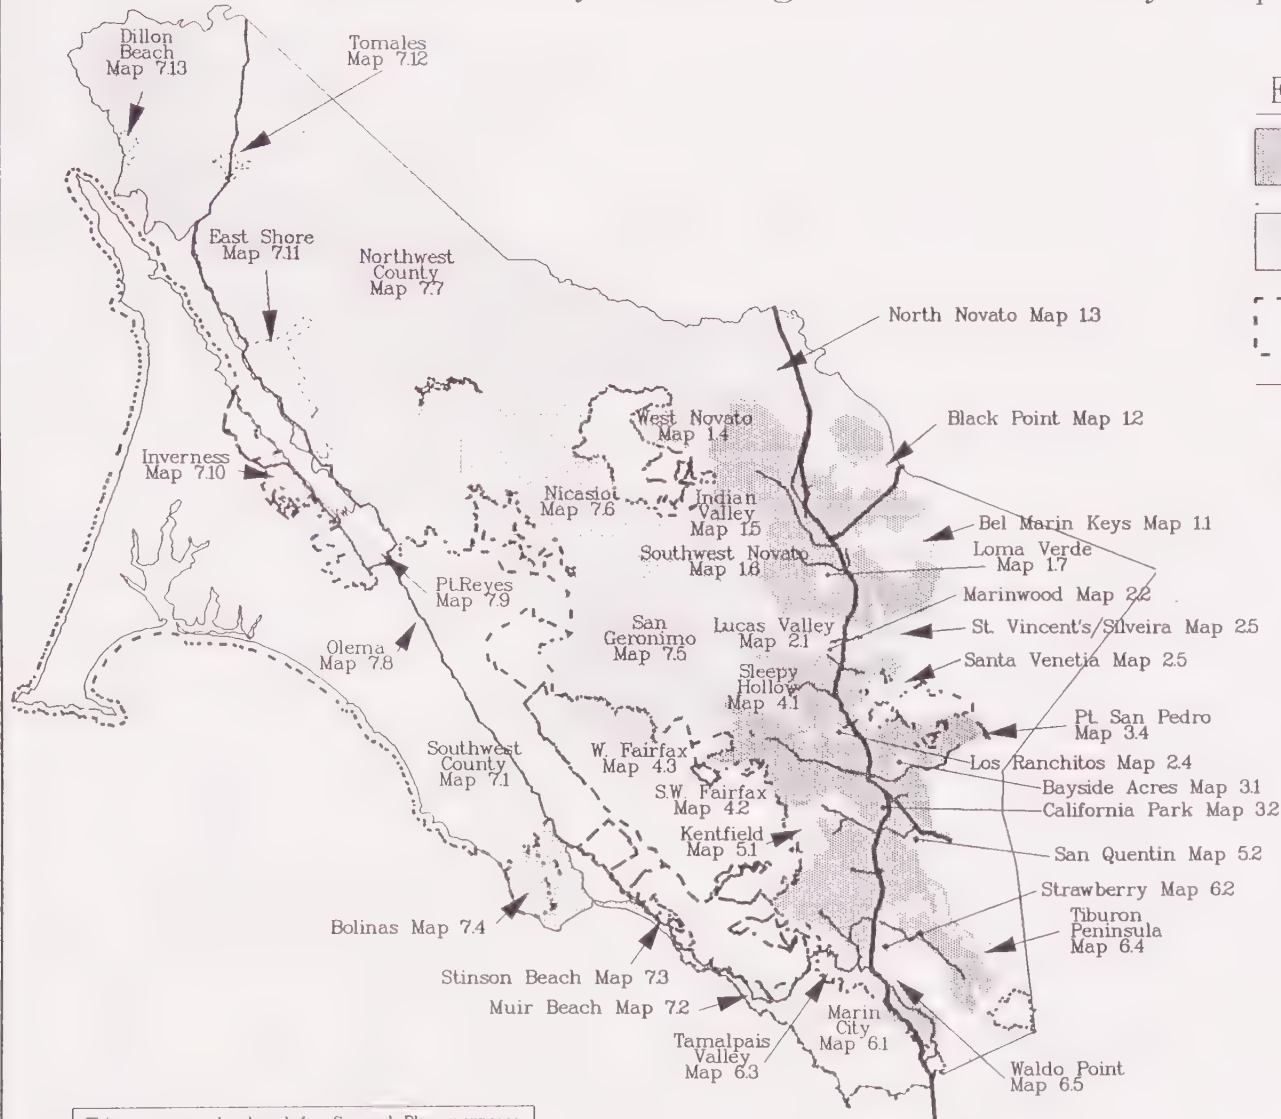 Dillon
Beach
Map 7.13
Tomales
Map 7.12
East Shore
Map 7.11
Northwest
County
Map 7.7
North Novato Map 1.3
West Novato
Map 1.4
Black Point Map 1.2
Inverness
Map 7.10
Nicasio
Map 7.6
Indian
Valley
Map 1.5
Bel Marin Keys Map 1.1
Southwest Novato
Map 1.6
Loma Verde
Map 1.7
Pt.Reyes
Map 7.9
Marinwood Map 2.2
San
Geronimo
Map 7.5
Lucas Valley
Map 2.1
St. Vincent's/Silveira Map 2.5
Olema
Map 7.8
Sleepy
Hollow
Map 4.1
Santa Venetia Map 2.5
Pt. San Pedro
Map 3.4
Southwest
County
Map 7.1
W. Fairfax
Map 4.3
Los Ranchitos Map 2.4
S.W. Fairfax
Map 4.2
Bayside Acres Map 3.1
California Park Map 3.2
Kentfield
Map 5.1
San Quentin Map 5.2
Strawberry Map 6.2
Bolinas Map 7.4
Tiburon
Peninsula
Map 6.4
Stinson Beach Map 7.3
Muir Beach Map 7.2
Marin
City
Map 6.1
Tamalpais
Valley
Map 6.3
Waldo Point
Map 6.5